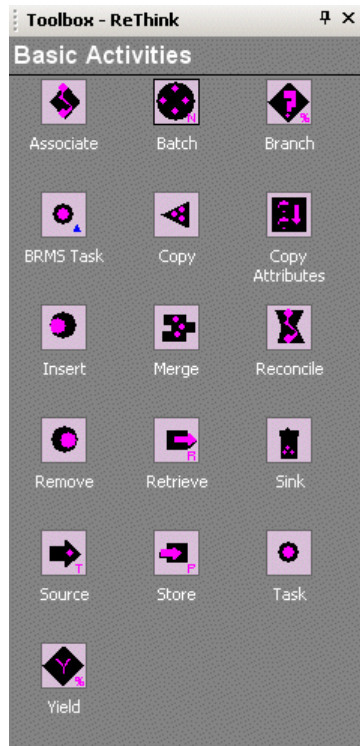 Toolbox - ReThink
Basic Activities
N
%
Associate Batch Branch
BRMS Task Copy Copy
Attributes
Insert Merge Reconcile
R
Remove Retrieve Sink
T P
Source Store Task
Y %
Yield